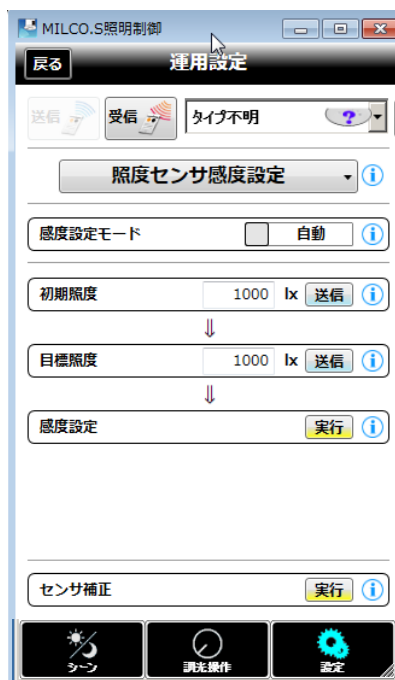 MILCO.S照明制御
戻る 運用設定
送信 受信 タイプ不明 ?
照度センサ感度設定 i
感度設定モード 自動 i
初期照度 1000 lx 送信 i
⇓
目標照度 1000 lx 送信 i
⇓
感度設定 実行 i
センサ補正 実行 i
シーン 調光操作 設定